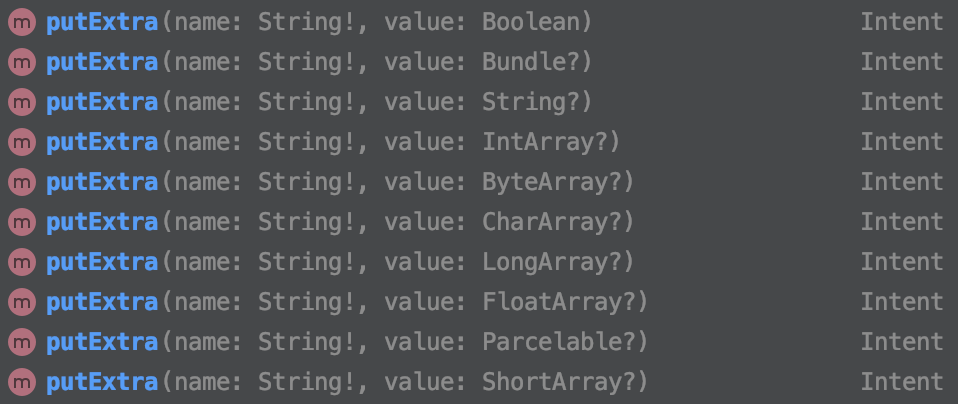 m putExtra(name: String!, value: Boolean) Intent
m putExtra(name: String!, value: Bundle?) Intent
m putExtra(name: String!, value: String?) Intent
m putExtra(name: String!, value: IntArray?) Intent
m putExtra(name: String!, value: ByteArray?) Intent
m putExtra(name: String!, value: CharArray?) Intent
m putExtra(name: String!, value: LongArray?) Intent
m putExtra(name: String!, value: FloatArray?) Intent
m putExtra(name: String!, value: Parcelable?) Intent
m putExtra(name: String!, value: ShortArray?) Intent